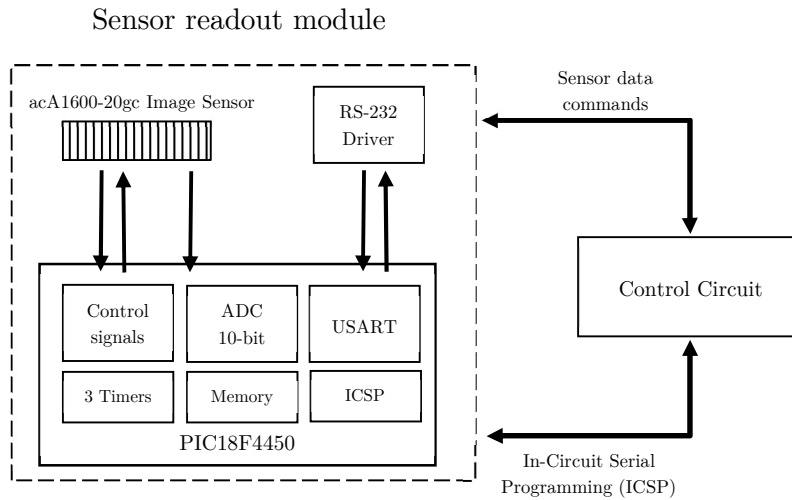 Sensor readout module
acA1600-20gc Image Sensor
RS-232
Driver
Sensor data
commands
Control
signals
ADC
10-bit
USART
3 Timers
Memory
ICSP
PIC18F4450
Control Circuit
In-Circuit Serial
Programming (ICSP)